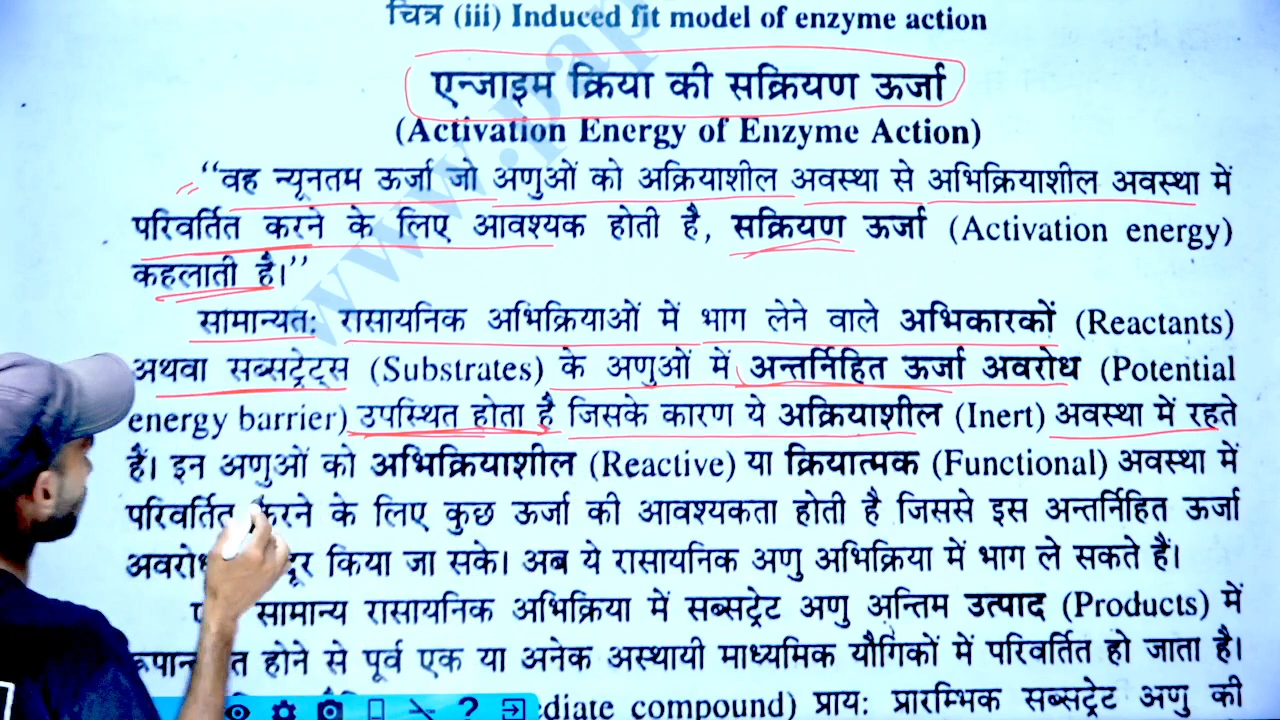 चित्र (iii) Induced fit model of enzyme action
एन्जाइम क्रिया की सक्रियण ऊर्जा
(Activation Energy of Enzyme Action)
‘‘वह न्यूनतम ऊर्जा जो अणुओं को अक्रियाशील अवस्था से अभिक्रियाशील अवस्था में
परिवर्तित करने के लिए आवश्यक होती है, सक्रियण ऊर्जा (Activation energy)
कहलाती है।’’
सामान्यत: रासायनिक अभिक्रियाओं में भाग लेने वाले अभिकारकों (Reactants)
अथवा सब्सट्रेट्स (Substrates) के अणुओं में अन्तर्निहित ऊर्जा अवरोध (Potential
energy barrier) उपस्थित होता है जिसके कारण ये अक्रियाशील (Inert) अवस्था में रहते
हैं। इन अणुओं को अभिक्रियाशील (Reactive) या क्रियात्मक (Functional) अवस्था में
परिवर्तित करने के लिए कुछ ऊर्जा की आवश्यकता होती है जिससे इस अन्तर्निहित ऊर्जा
दूर किया जा सके। अब ये रासायनिक अणु अभिक्रिया में भाग ले सकते हैं।
सामान्य रासायनिक अभिक्रिया में सब्सट्रेट अणु अन्तिम उत्पाद (Products) में
होने से पूर्व एक या अनेक अस्थायी माध्यमिक यौगिकों में परिवर्तित हो जाता है।
compound) प्राय: प्रारम्भिक सब्सट्रेट अणु की